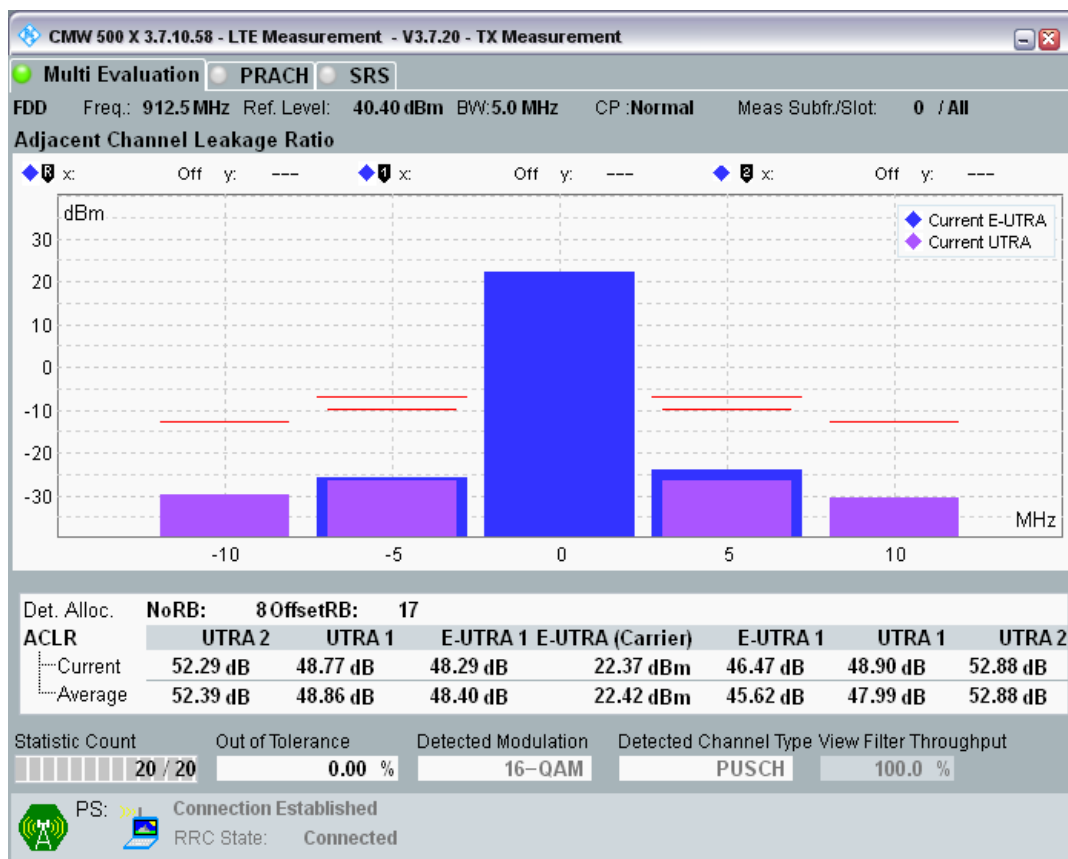 CMW 500 X 3.7.10.58 - LTE Measurement - V3.7.20 - TX Measurement
Multi Evaluation PRACH SRS
FDD Freq.: 912.5 MHz Ref. Level: 40.40 dBm BW:5.0 MHz CP :Normal Meas Subfr./Slot: 0 / All
Adjacent Channel Leakage Ratio
R x: Off y: --- 1 x: Off y: --- 2 x: Off y: ---
dBm
Current E-UTRA
Current UTRA
30
20
10
0
-10
-20
-30
MHz
-10 -5 0 5 10
Det. Alloc. NoRB: 8 OffsetRB: 17
ACLR UTRA 2 UTRA 1 E-UTRA 1 E-UTRA (Carrier) E-UTRA 1 UTRA 1 UTRA 2
Current 52.29 dB 48.77 dB 48.29 dB 22.37 dBm 46.47 dB 48.90 dB 52.88 dB
Average 52.39 dB 48.86 dB 48.40 dB 22.42 dBm 45.62 dB 47.99 dB 52.88 dB
Statistic Count Out of Tolerance Detected Modulation Detected Channel Type View Filter Throughput
20 / 20 0.00 % 16-QAM PUSCH 100.0 %
PS: Connection Established
RRC State: Connected